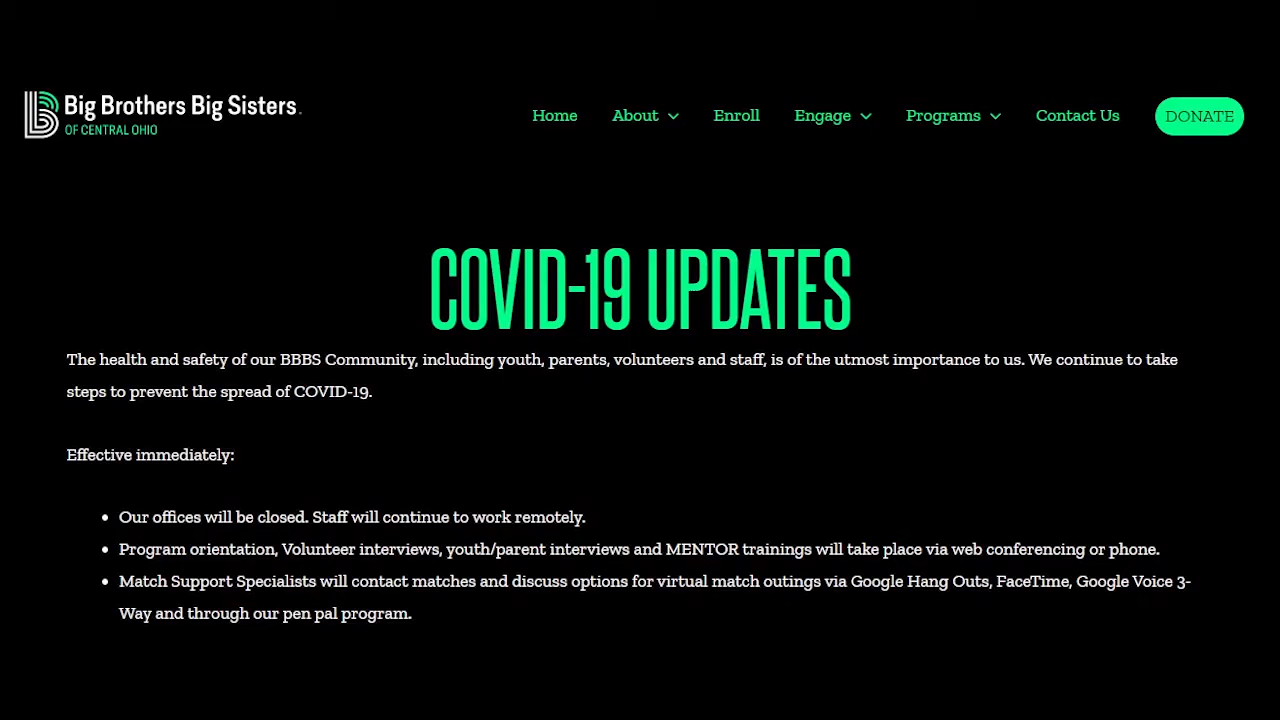 Big Brothers Big Sisters.
OF CENTRAL OHIO
Home About Enroll Engage Programs Contact Us DONATE
COVID-19 UPDATES
The health and safety of our BBBS Community, including youth, parents, volunteers and staff, is of the utmost importance to us. We continue to take
steps to prevent the spread of COVID-19.
Effective immediately:
• Our offices will be closed. Staff will continue to work remotely.
• Program orientation, Volunteer interviews, youth/parent interviews and MENTOR trainings will take place via web conferencing or phone.
• Match Support Specialists will contact matches and discuss options for virtual match outings via Google Hang Outs, FaceTime, Google Voice 3-
Way and through our pen pal program.